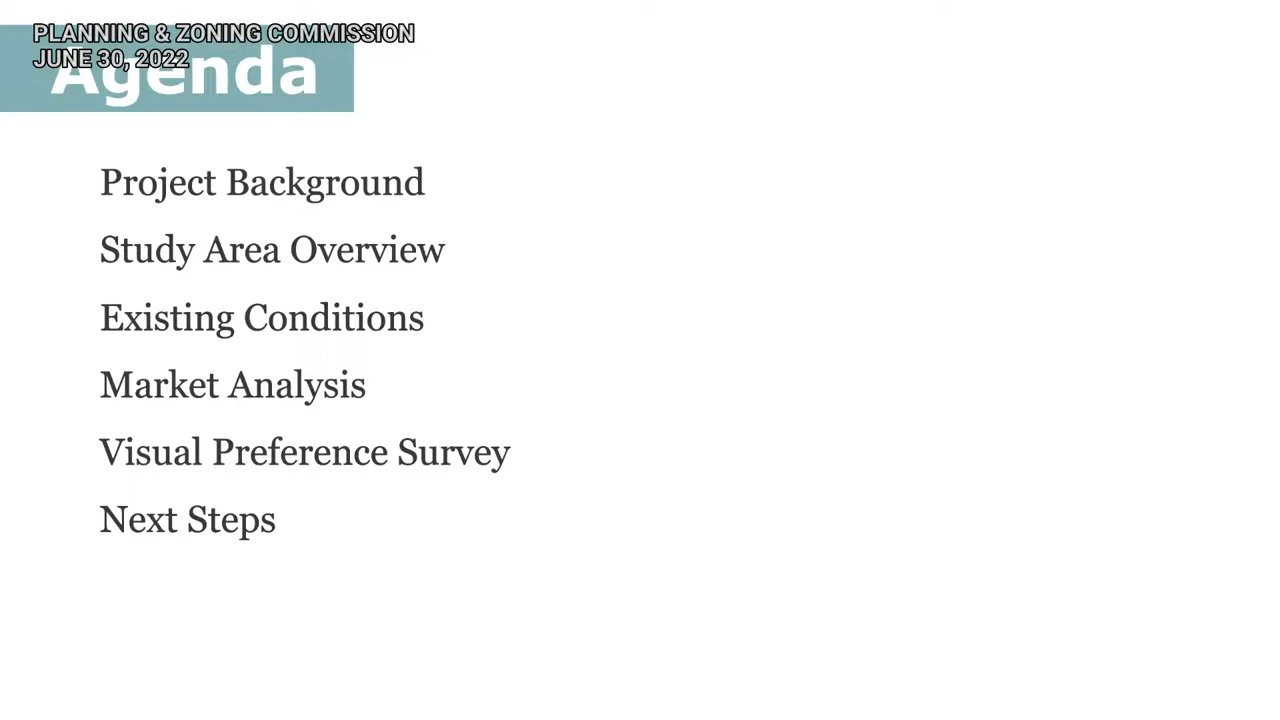 PLANNING & ZONING COMMISSION
JUNE 30, 2022
Agenda
Project Background
Study Area Overview
Existing Conditions
Market Analysis
Visual Preference Survey
Next Steps